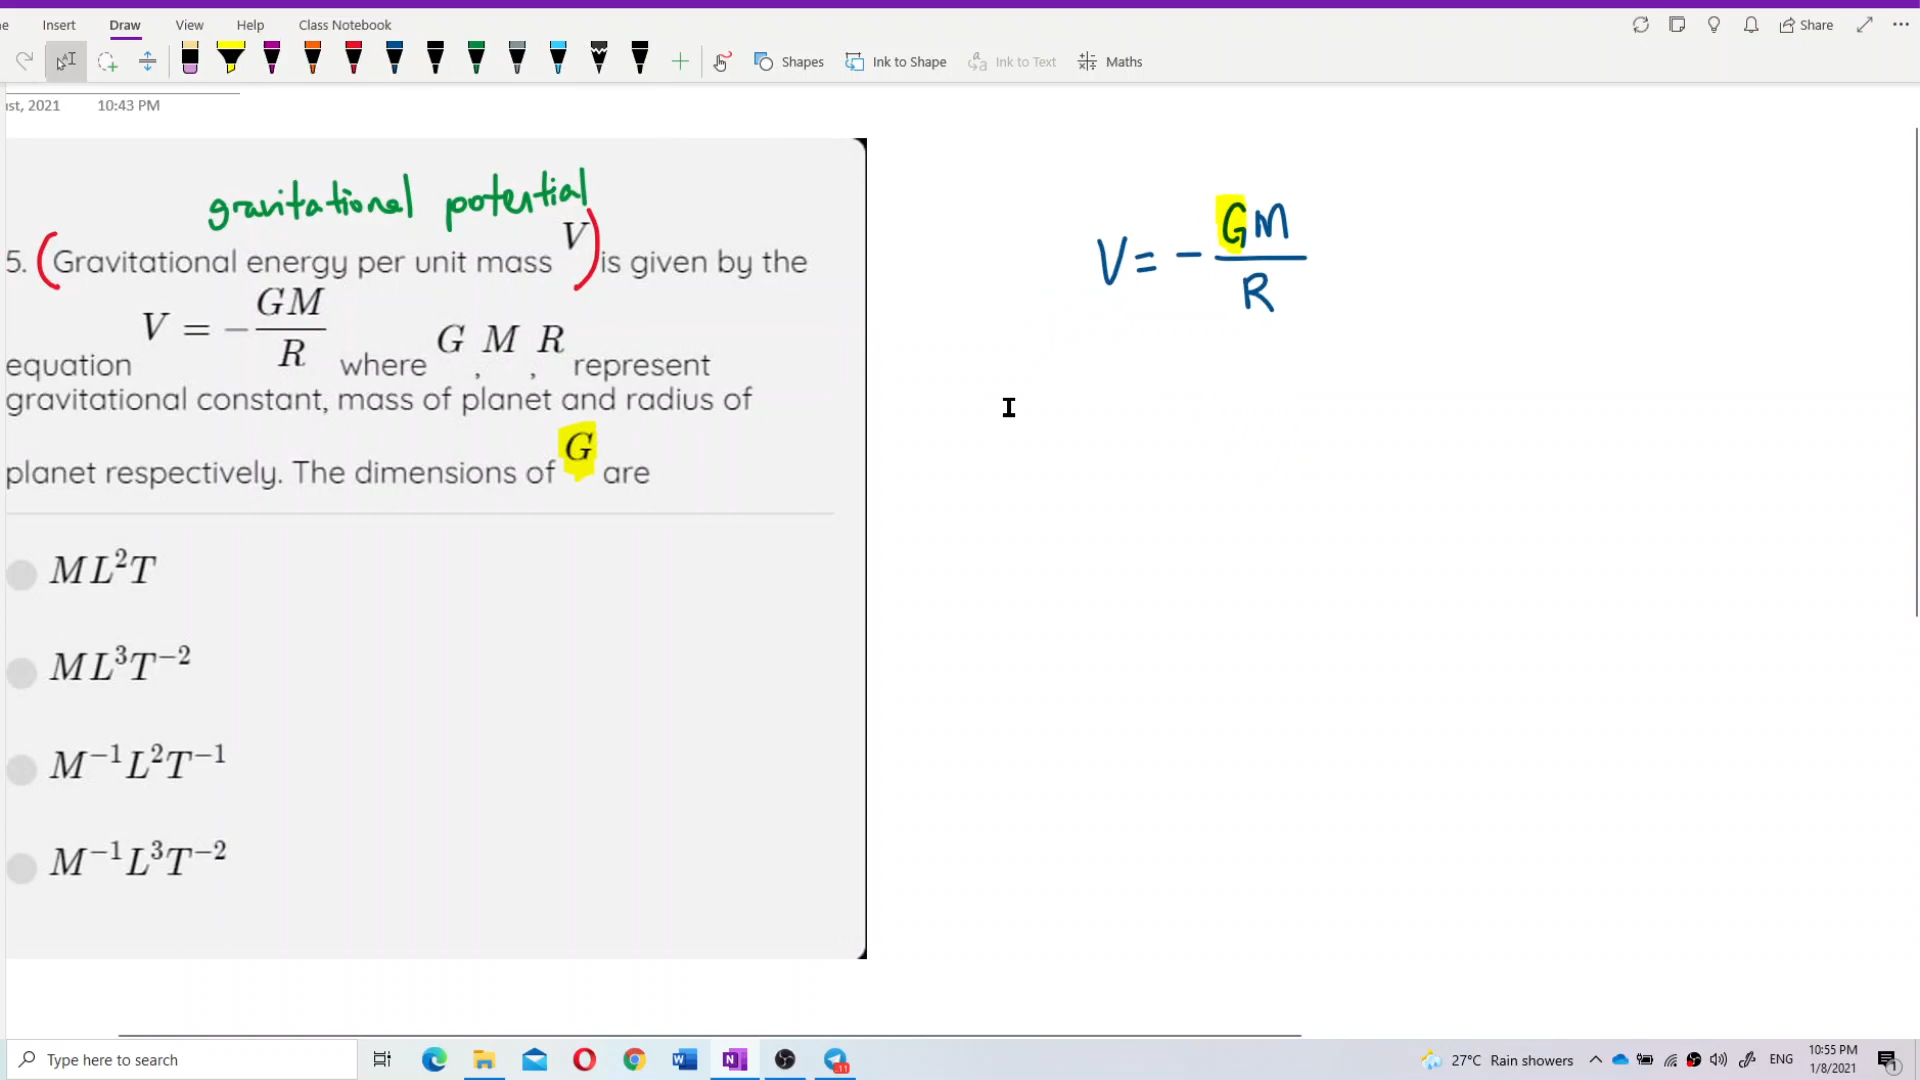 Insert Draw View Help Class Notebook Share
Shapes Ink to Shape Ink to Text Maths
2021 10:43 PM
gravitational potential
5. (Gravitational energy per unit mass V) is given by the
equation V = -GM/R where G, M, R represent
gravitational constant, mass of planet and radius of
planet respectively. The dimensions of G are
ML²T
ML³T⁻²
M⁻¹L²T⁻¹
M⁻¹L³T⁻²
V = - GM/R
Type here to search
27°C Rain showers ENG 10:55 PM
1/8/2021